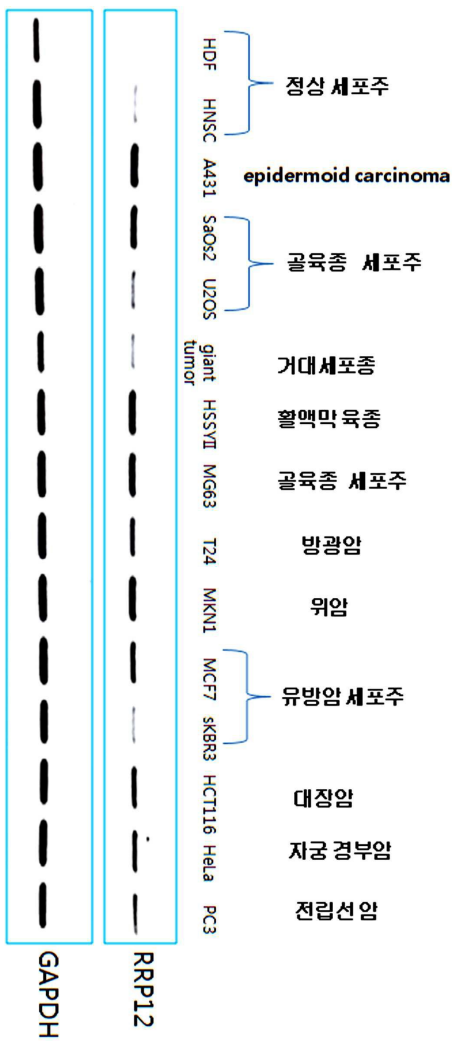 HDF
정상 세포주
HNSC
A431
epidermoid carcinoma
SaOs2
골육종 세포주
U2OS
giant
tumor
거대세포종
HSSYII
활액막 육종
MG63
골육종 세포주
T24
방광암
MKN1
위암
MCF7
유방암 세포주
sKBR3
HCT116
대장암
HeLa
자궁 경부암
PC3
전립선 암
RRP12
GAPDH